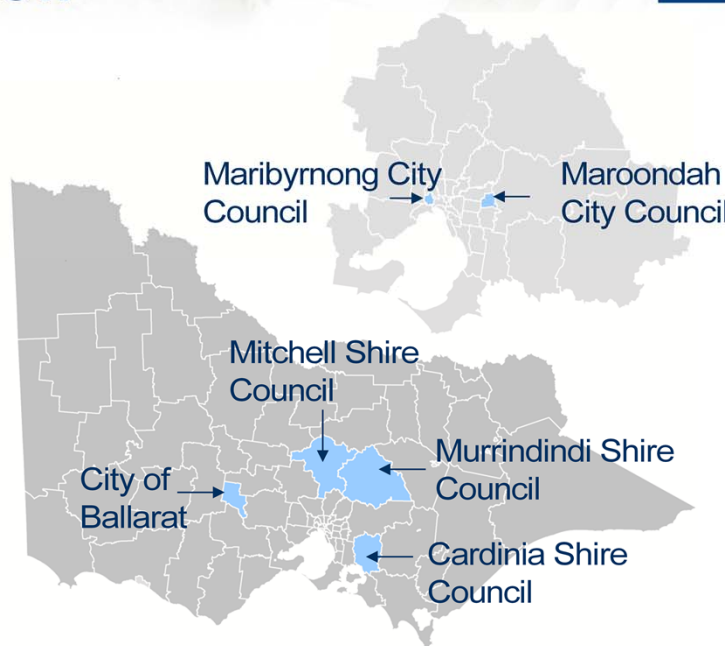 Maribyrnong City
Council
Maroondah
City Council
Mitchell Shire
Council
Murrindindi Shire
Council
City of
Ballarat
Cardinia Shire
Council